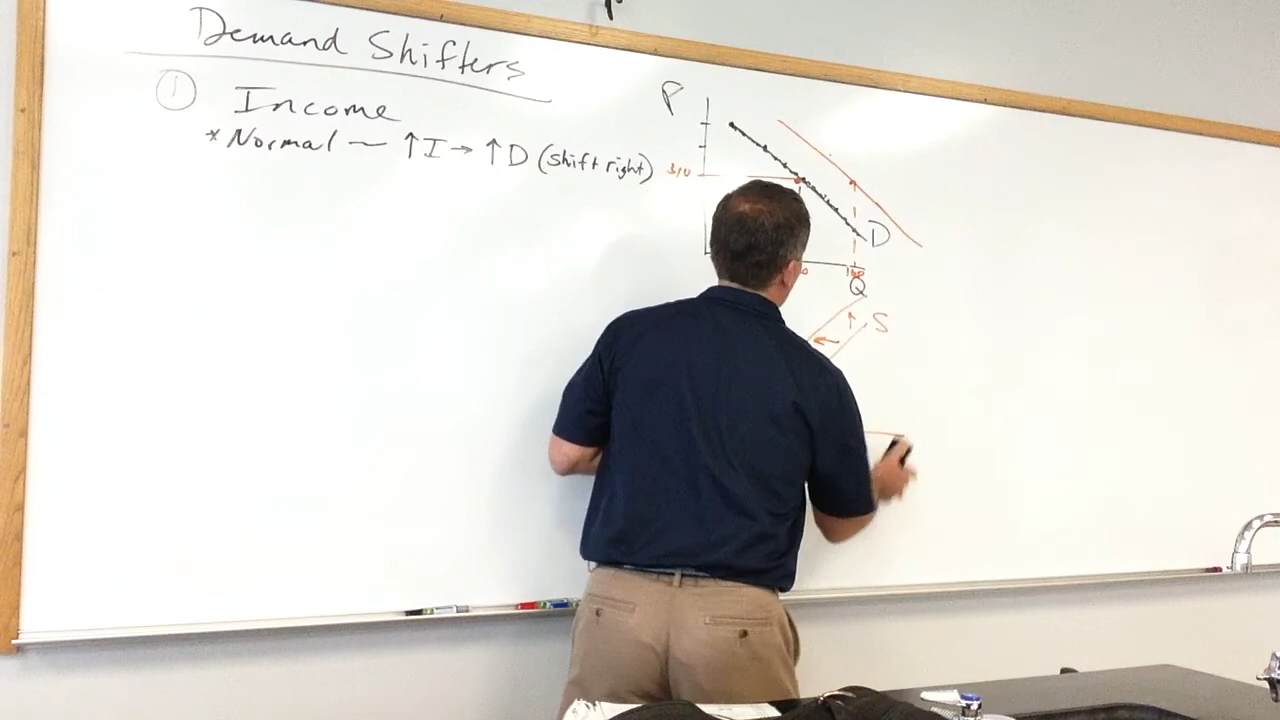 Demand Shifters
① Income
* Normal — ↑I → ↑D (shift right)
P
D
Q
S